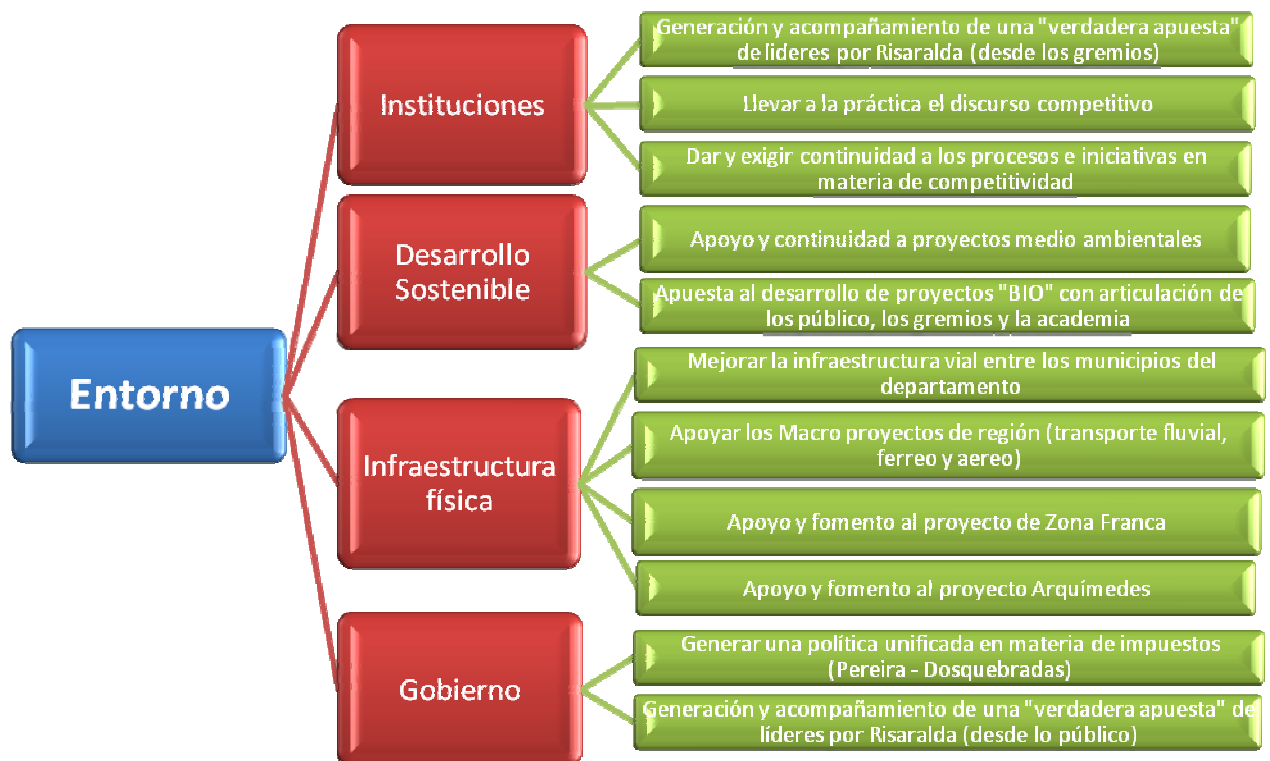 Entorno
Instituciones
Generación y acompañamiento de una "verdadera apuesta"
de lideres por Risaralda (desde los gremios)
Llevar a la práctica el discurso competitivo
Dar y exigir continuidad a los procesos e iniciativas en
materia de competitividad
Desarrollo
Sostenible
Apoyo y continuidad a proyectos medio ambientales
Apuesta al desarrollo de proyectos "BIO" con articulación de
los público, los gremios y la academia
Infraestructura
física
Mejorar la infraestructura vial entre los municipios del
departamento
Apoyar los Macro proyectos de región (transporte fluvial,
ferreo y aereo)
Apoyo y fomento al proyecto de Zona Franca
Apoyo y fomento al proyecto Arquímedes
Gobierno
Generar una política unificada en materia de impuestos
(Pereira - Dosquebradas)
Generación y acompañamiento de una "verdadera apuesta" de
líderes por Risaralda (desde lo público)